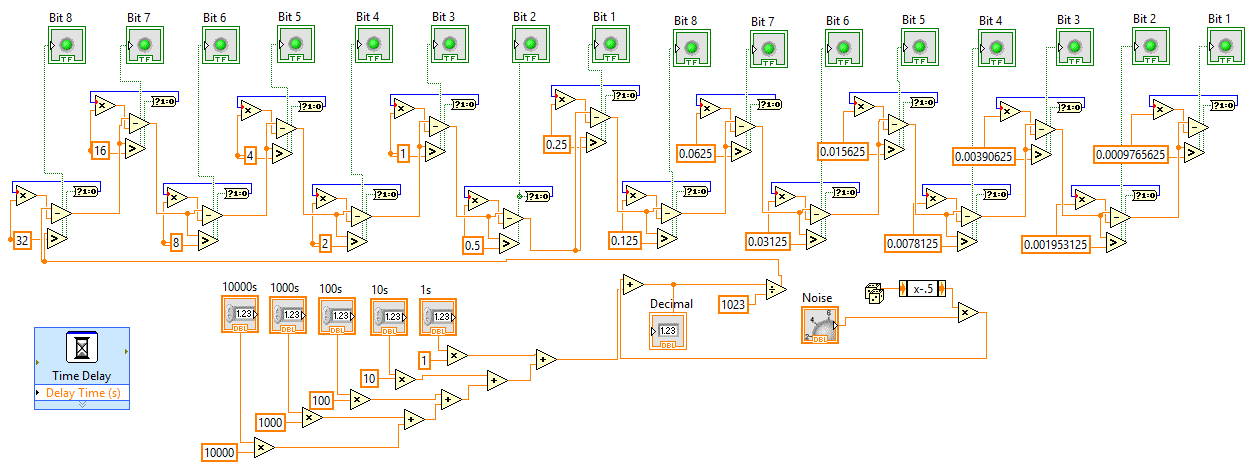 Bit 8 Bit 7 Bit 6 Bit 5 Bit 4 Bit 3 Bit 2 Bit 1 Bit 8 Bit 7 Bit 6 Bit 5 Bit 4 Bit 3 Bit 2 Bit 1
TF TF TF TF TF TF TF TF TF TF TF TF TF TF TF TF
?1:0 ?1:0 ?1:0 ?1:0 ?1:0 ?1:0 ?1:0 ?1:0
16 4 1 0.25 0.0625 0.015625 0.00390625 0.0009765625
?1:0 ?1:0 ?1:0 ?1:0 ?1:0 ?1:0 ?1:0 ?1:0
32 8 2 0.5 0.125 0.03125 0.0078125 0.001953125
10000s 1000s 100s 10s 1s
1.23 1.23 1.23 1.23 1.23
DBL DBL DBL DBL DBL
Decimal
1.23
DBL
1023
Noise
2 4 6
DBL
x-.5
1
10
100
1000
10000
Time Delay
Delay Time (s)